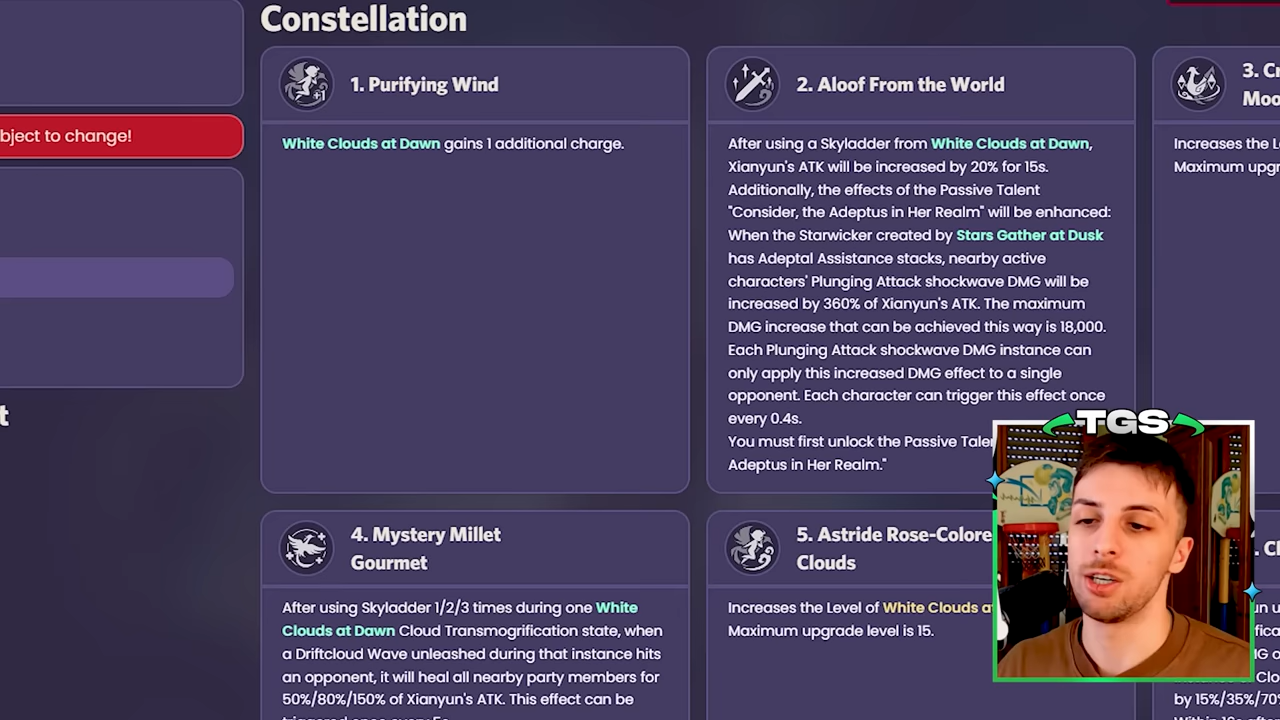 Constellation
bject to change!
t
1. Purifying Wind
White Clouds at Dawn gains 1 additional charge.
2. Aloof From the World
After using a Skyladder from White Clouds at Dawn,
Xianyun's ATK will be increased by 20% for 15s.
Additionally, the effects of the Passive Talent
"Consider, the Adeptus in Her Realm" will be enhanced:
When the Starwicker created by Stars Gather at Dusk
has Adeptal Assistance stacks, nearby active
characters' Plunging Attack shockwave DMG will be
increased by 360% of Xianyun's ATK. The maximum
DMG increase that can be achieved this way is 18,000.
Each Plunging Attack shockwave DMG instance can
only apply this increased DMG effect to a single
opponent. Each character can trigger this effect once
every 0.4s.
You must first unlock the Passive Tale
Adeptus in Her Realm."
3. C
Moo
Increases the L
Maximum upg
4. Mystery Millet
Gourmet
After using Skyladder 1/2/3 times during one White
Clouds at Dawn Cloud Transmogrification state, when
a Driftcloud Wave unleashed during that instance hits
an opponent, it will heal all nearby party members for
50%/80%/150% of Xianyun's ATK. This effect can be
triggered once every 5s.
5. Astride Rose-Colore
Clouds
Increases the Level of White Clouds a
Maximum upgrade level is 15.
TGS
. Cl
un u
fica
G o
Clo
by 15%/35%/70%